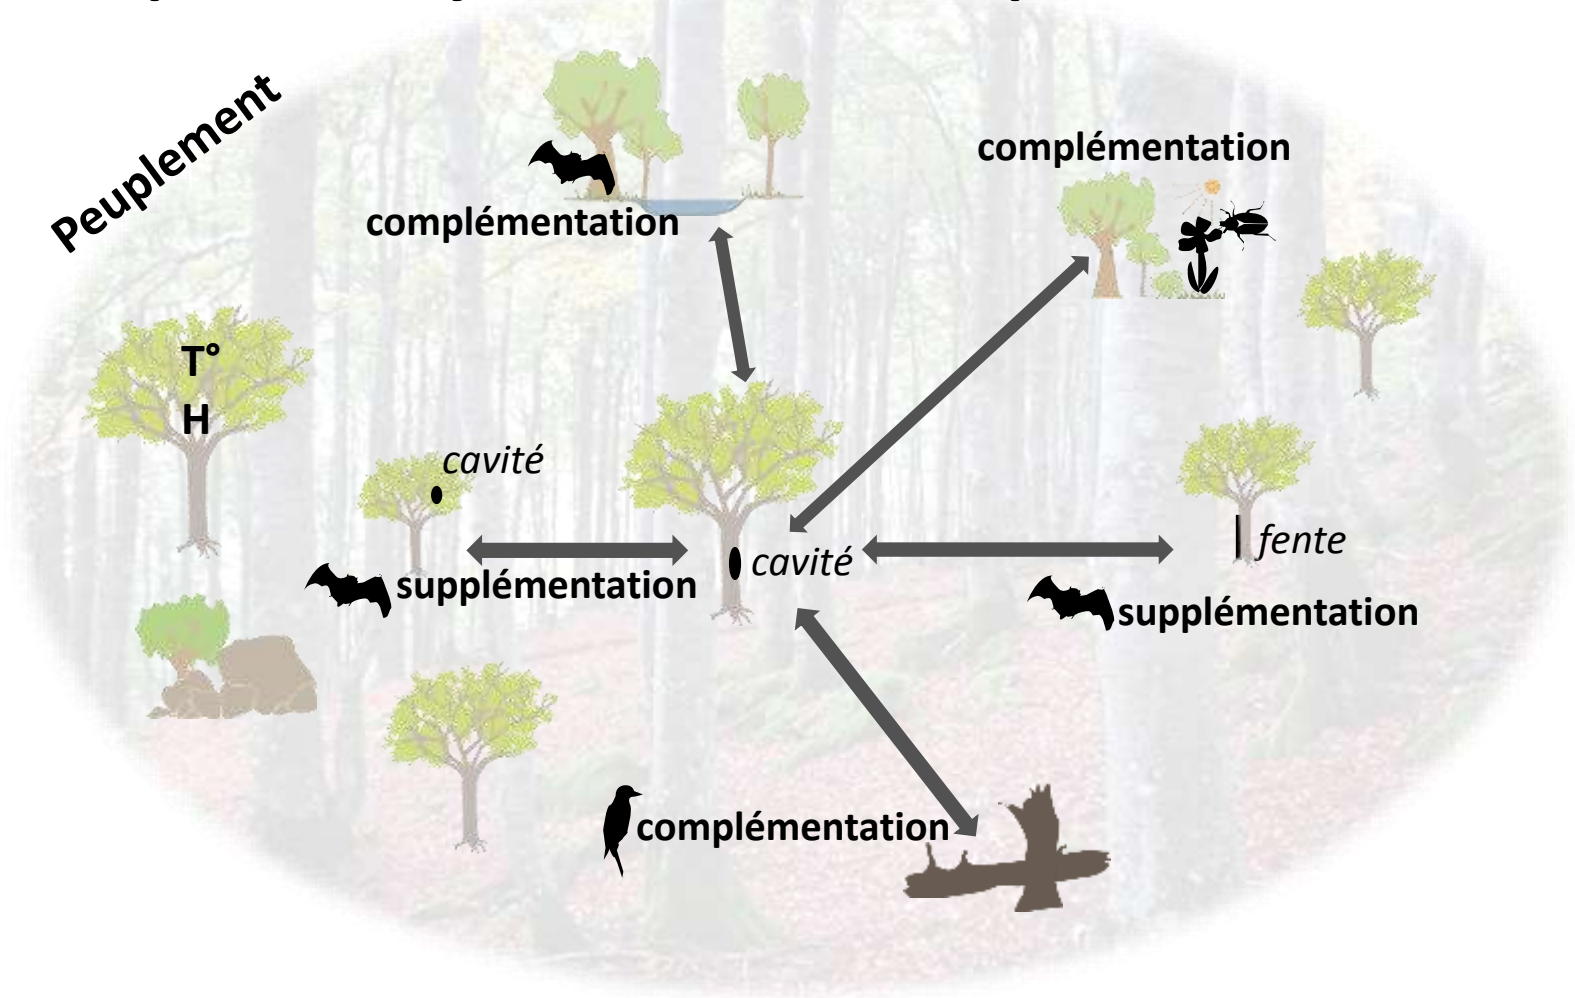 Peuplement
complémentation
complémentation
T°
H
cavité
cavité
fente
supplémentation
supplémentation
complémentation